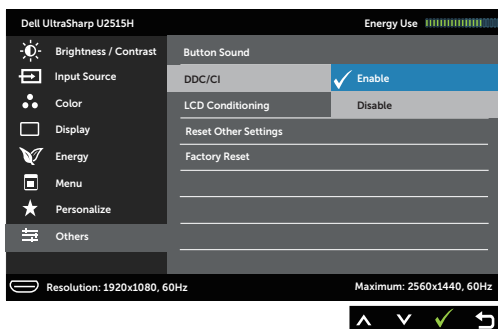 Dell UltraSharp U2515H
Energy Use
Brightness / Contrast
Button Sound
Input Source
DDC/CI
Enable
Color
LCD Conditioning
Disable
Display
Reset Other Settings
Energy
Factory Reset
Menu
Personalize
Others
Resolution: 1920x1080, 60Hz
Maximum: 2560x1440, 60Hz